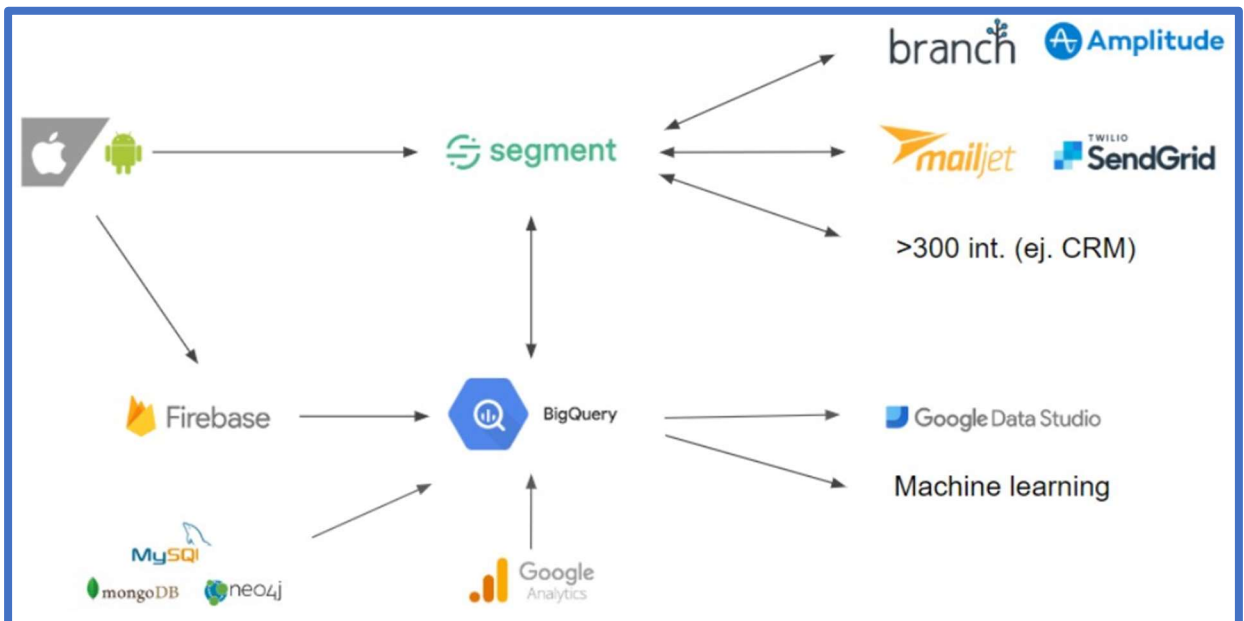 branch Amplitude
segment
mailjet TWILIO SendGrid
>300 int. (ej. CRM)
Firebase
BigQuery
Google Data Studio
Machine learning
MySQL
mongoDB neo4j
Google Analytics